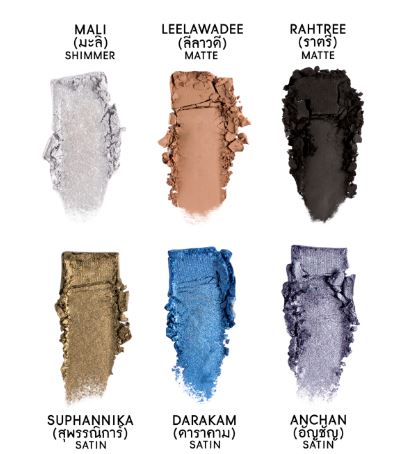 MALI
(มะลิ)
SHIMMER
LEELAWADEE
(ลีลาวดี)
MATTE
RAHTREE
(ราตรี)
MATTE
SUPHANNIKA
(สุพรรณิการ์)
SATIN
DARAKAM
(ดาราคาม)
SATIN
ANCHAN
(อัญชัญ)
SATIN